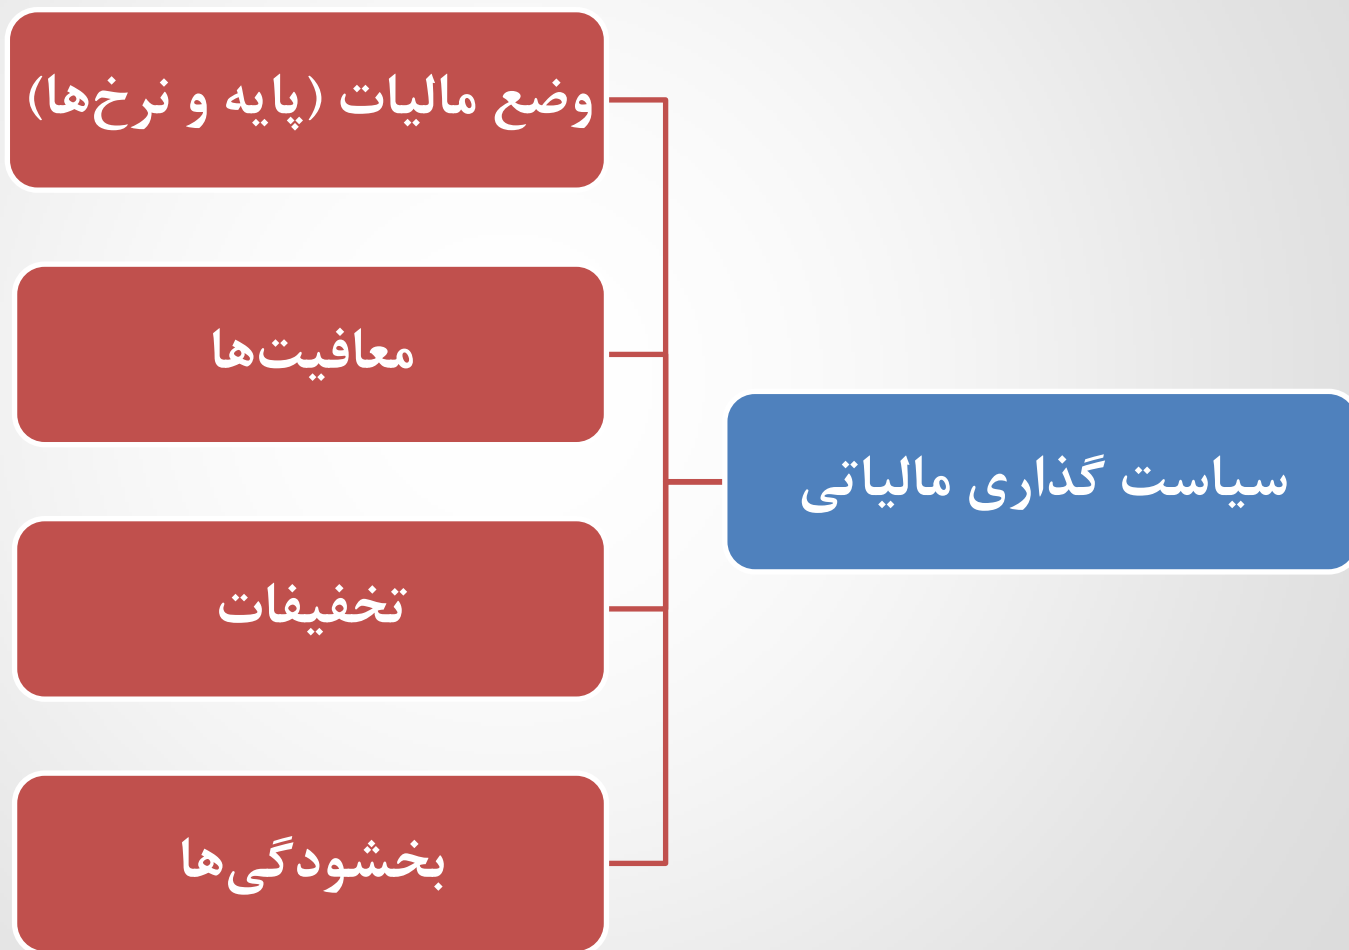 سیاست گذاری مالیاتی
وضع مالیات (پایه و نرخ‌ها)
معافیت‌ها
تخفیفات
بخشودگی‌ها